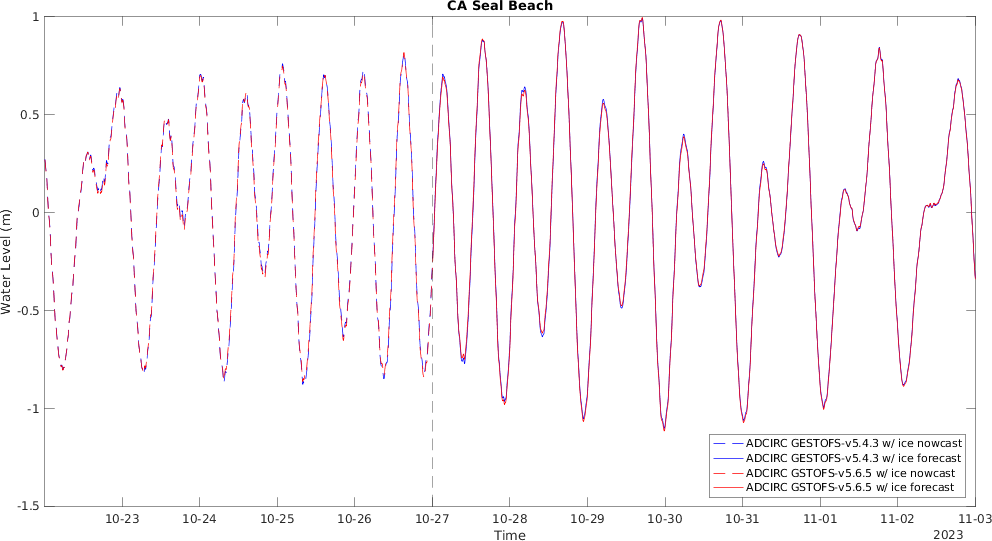 CA Seal Beach
1
0.5
0
-0.5
-1
-1.5
Water Level (m)
10-23 10-24 10-25 10-26 10-27 10-28 10-29 10-30 10-31 11-01 11-02 11-03
Time
2023
ADCIRC GESTOFS-v5.4.3 w/ ice nowcast
ADCIRC GESTOFS-v5.4.3 w/ ice forecast
ADCIRC GSTOFS-v5.6.5 w/ ice nowcast
ADCIRC GSTOFS-v5.6.5 w/ ice forecast